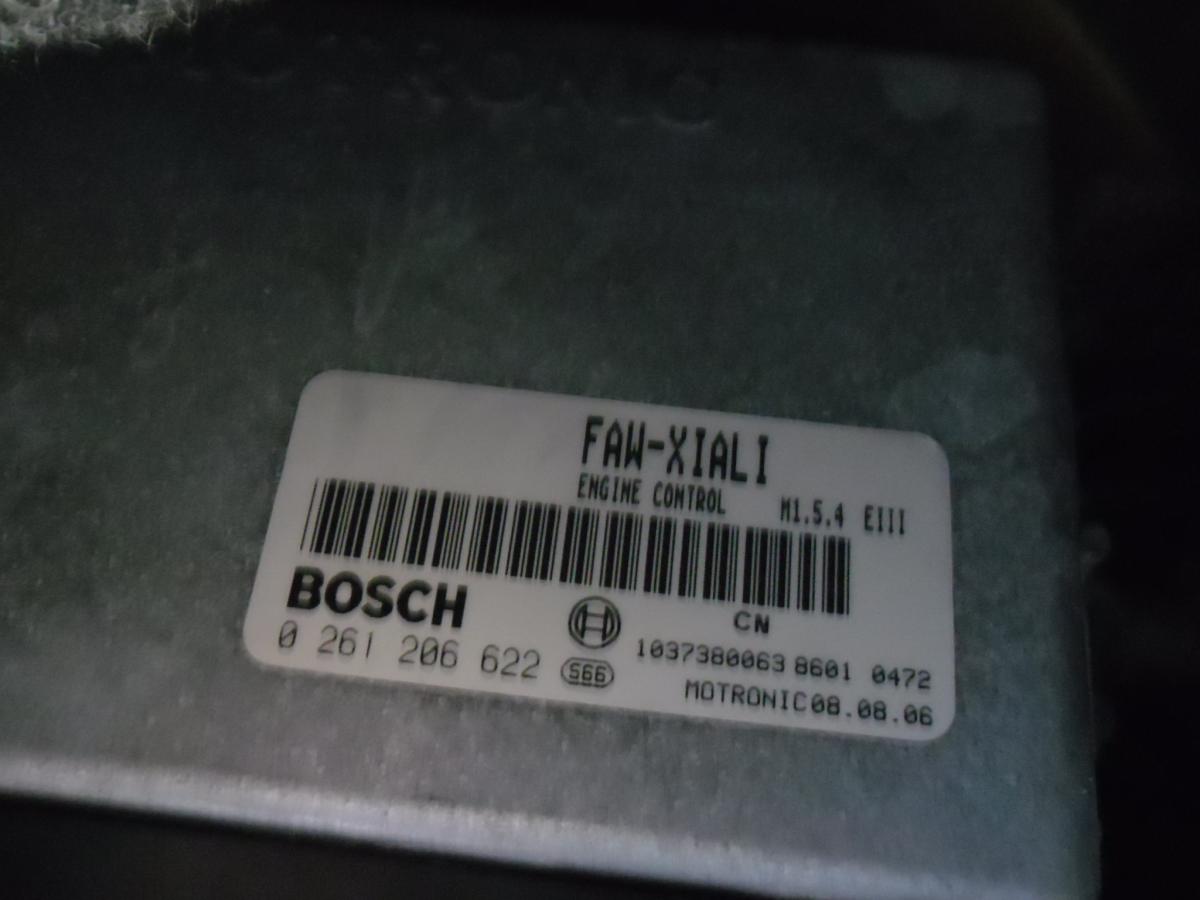 FAW-XIALI
ENGINE CONTROL M1.5.4 EIII
BOSCH
CN
0 261 206 622 S66 1037380063 8601 0472
MOTRONIC08.08.06